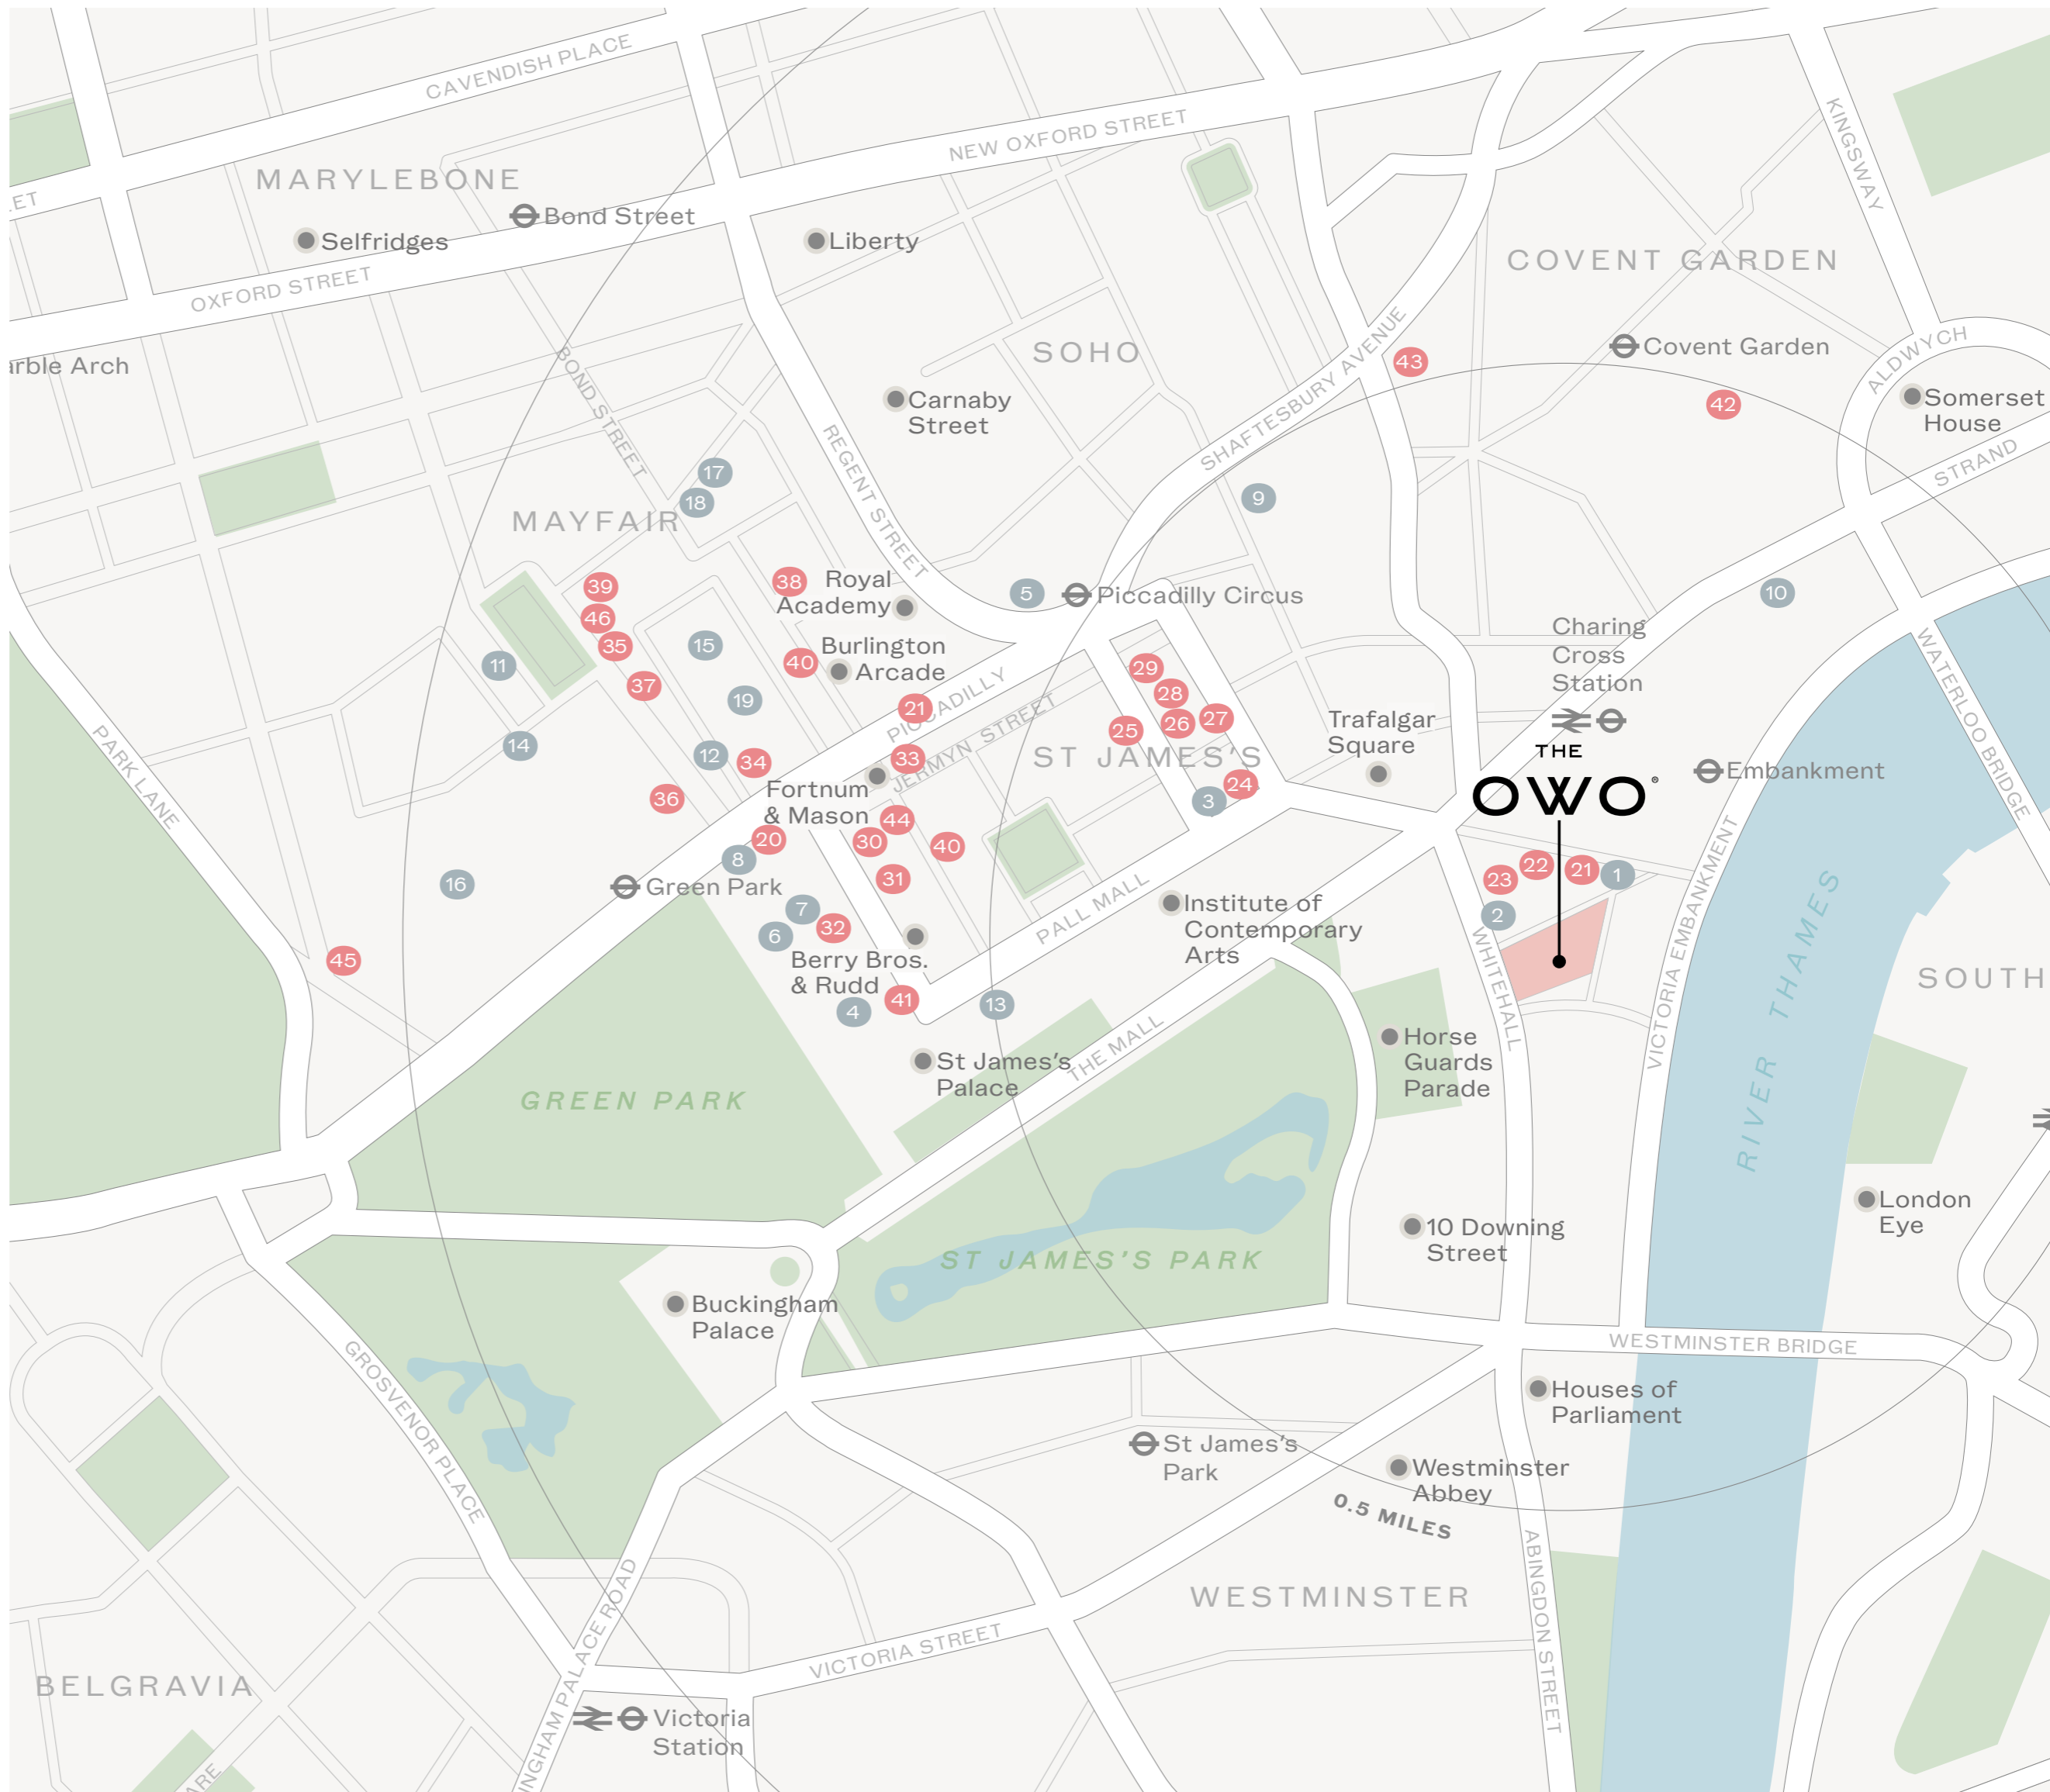 CAVENDISH PLACE
NEW OXFORD STREET
KINGSWAY
MARYLEBONE
Bond Street
Selfridges
Liberty
COVENT GARDEN
OXFORD STREET
SOHO
Covent Garden
ALDWYCH
arble Arch
43
BOND STREET
Carnaby
Street
SHAFTESBURY AVENUE
42
Somerset
House
REGENT STREET
STRAND
17
18
9
MAYFAIR
39
38
Royal
Academy
5
Piccadilly Circus
10
46
35
15
Burlington
Arcade
40
Charing
Cross
Station
11
37
29
28
WATERLOO BRIDGE
19
21
PICCADILLY
JERMYN STREET
25
26
27
Trafalgar
Square
PARK LANE
14
12
34
33
ST JAMES'S
THE
OWO®
Embankment
36
Fortnum
& Mason
3
24
44
20
30
40
8
31
23
22
21
1
16
Green Park
PALL MALL
Institute of
Contemporary
Arts
2
7
6
32
VICTORIA EMBANKMENT
RIVER THAMES
45
Berry Bros.
& Rudd
WHITEHALL
SOUTH
4
41
13
St James's
Palace
THE MALL
Horse
Guards
Parade
GREEN PARK
10 Downing
Street
London
Eye
ST JAMES'S PARK
Buckingham
Palace
WESTMINSTER BRIDGE
GROSVENOR PLACE
Houses of
Parliament
St James's
Park
Westminster
Abbey
0.5 MILES
ABINGDON STREET
WESTMINSTER
INGHAM PALACE ROAD
VICTORIA STREET
BELGRAVIA
Victoria
Station
ARE
EET